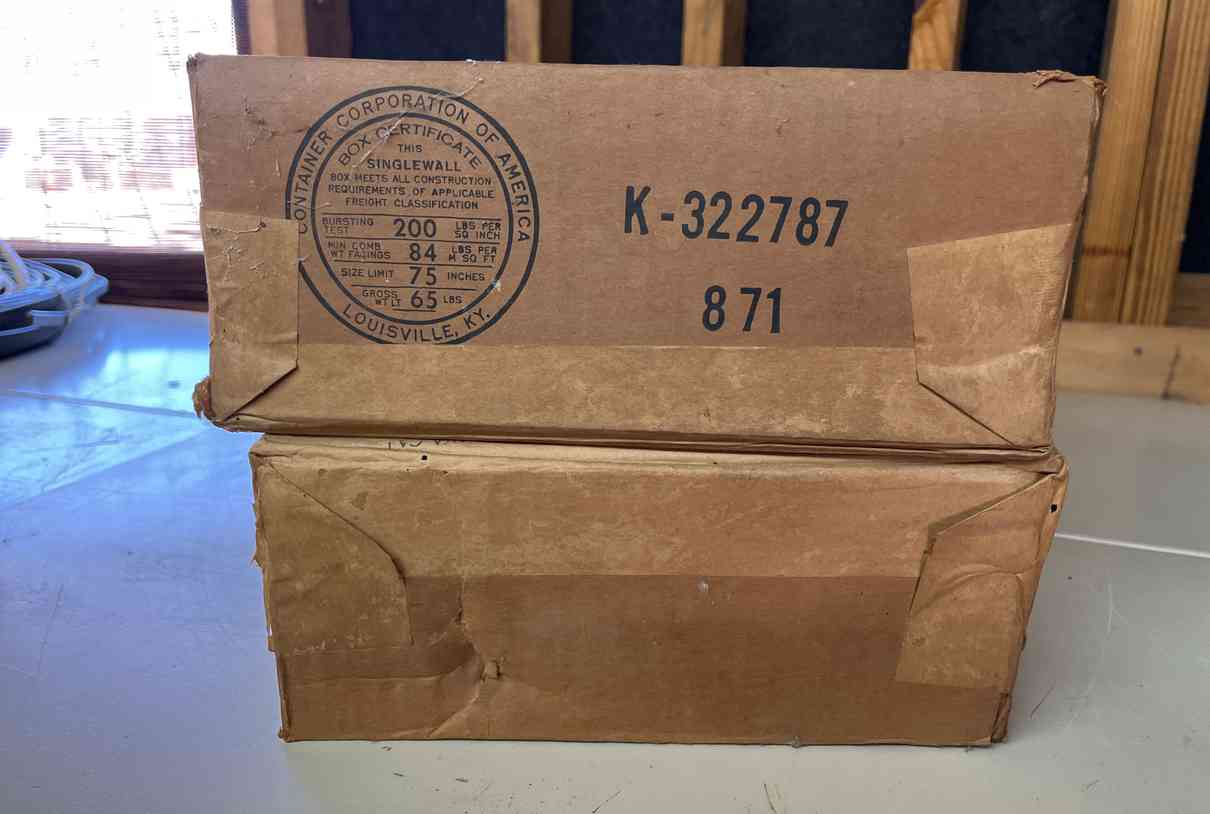 CONTAINER CORPORATION OF AMERICA
BOX CERTIFICATE
THIS
SINGLEWALL
BOX MEETS ALL CONSTRUCTION
REQUIREMENTS OF APPLICABLE
FREIGHT CLASSIFICATION
BURSTING TEST 200 LBS PER SQ INCH
MIN COMB WT FACINGS 84 LBS PER M SQ FT
SIZE LIMIT 75 INCHES
GROSS WT LT 65 LBS
LOUISVILLE, KY.
K-322787
8 71